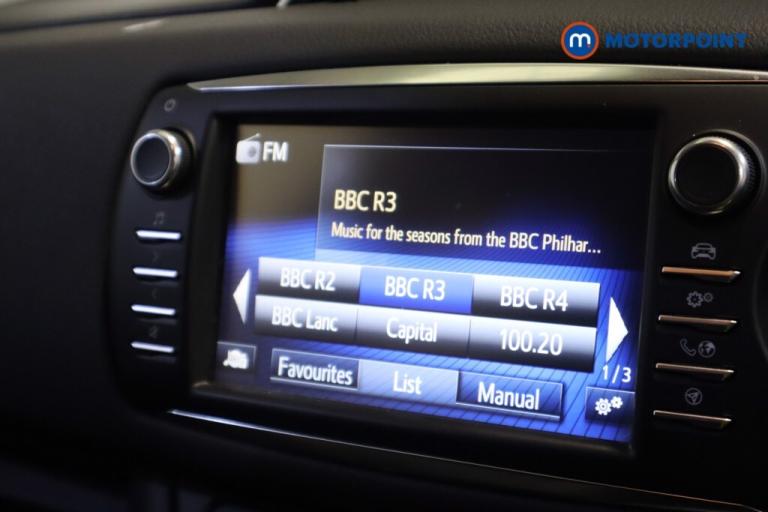 m MOTORPOINT
FM
BBC R3
Music for the seasons from the BBC Philhar...
BBC R2 BBC R3 BBC R4
BBC Lanc Capital 100.20
1/3
Favourites List Manual